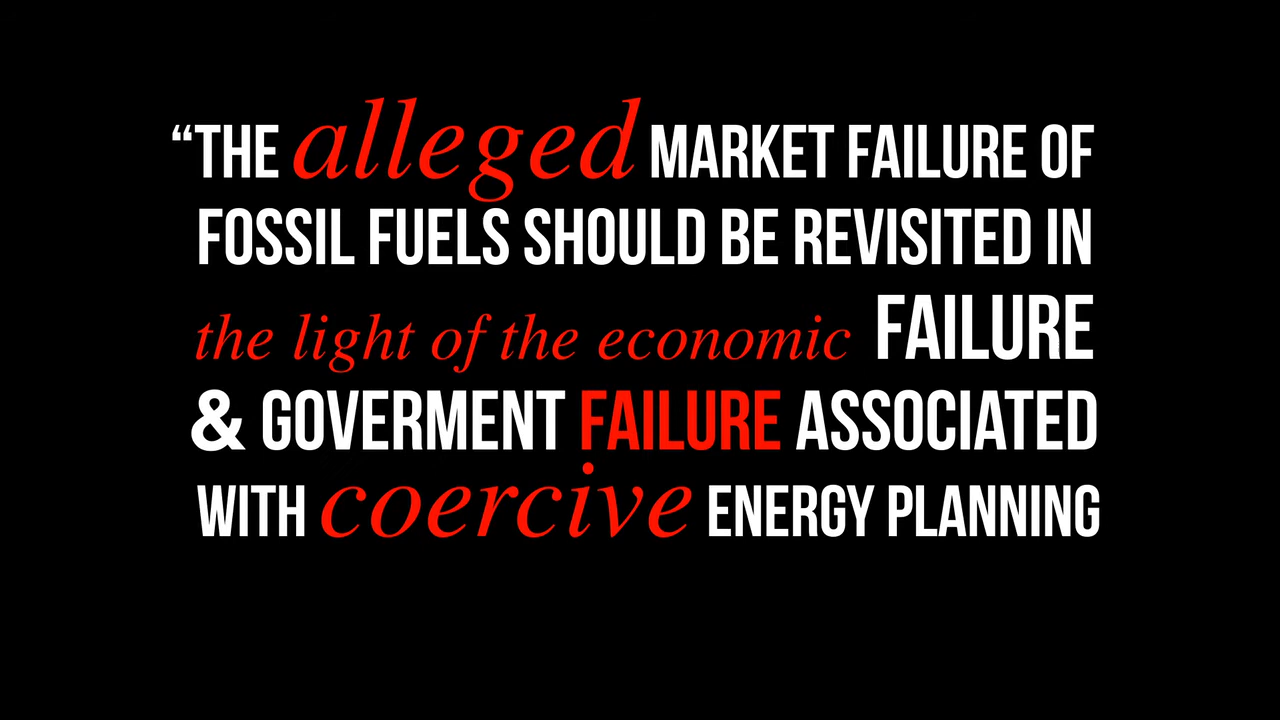 “THE alleged MARKET FAILURE OF
FOSSIL FUELS SHOULD BE REVISITED IN
the light of the economic FAILURE
& GOVERMENT FAILURE ASSOCIATED
WITH coercive ENERGY PLANNING